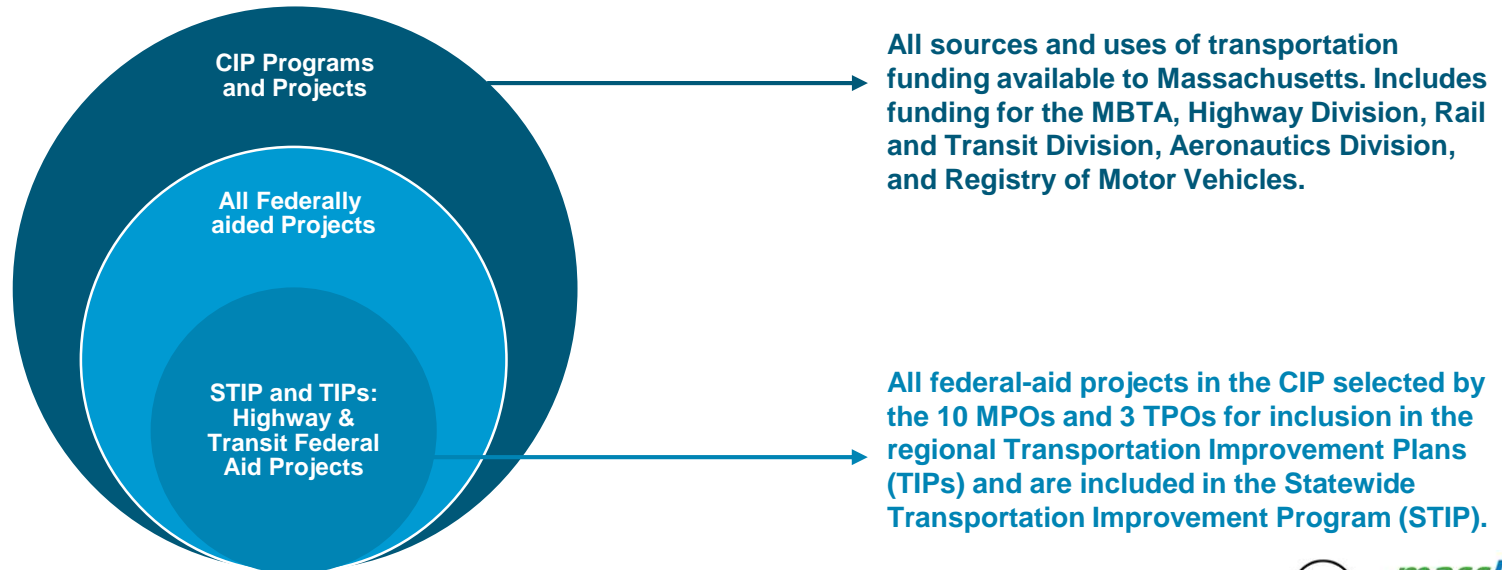 CIP Programs
and Projects
All Federally
aided Projects
STIP and TIPs:
Highway &
Transit Federal
Aid Projects
All sources and uses of transportation
funding available to Massachusetts. Includes
funding for the MBTA, Highway Division, Rail
and Transit Division, Aeronautics Division,
and Registry of Motor Vehicles.
All federal-aid projects in the CIP selected by
the 10 MPOs and 3 TPOs for inclusion in the
regional Transportation Improvement Plans
(TIPs) and are included in the Statewide
Transportation Improvement Program (STIP).